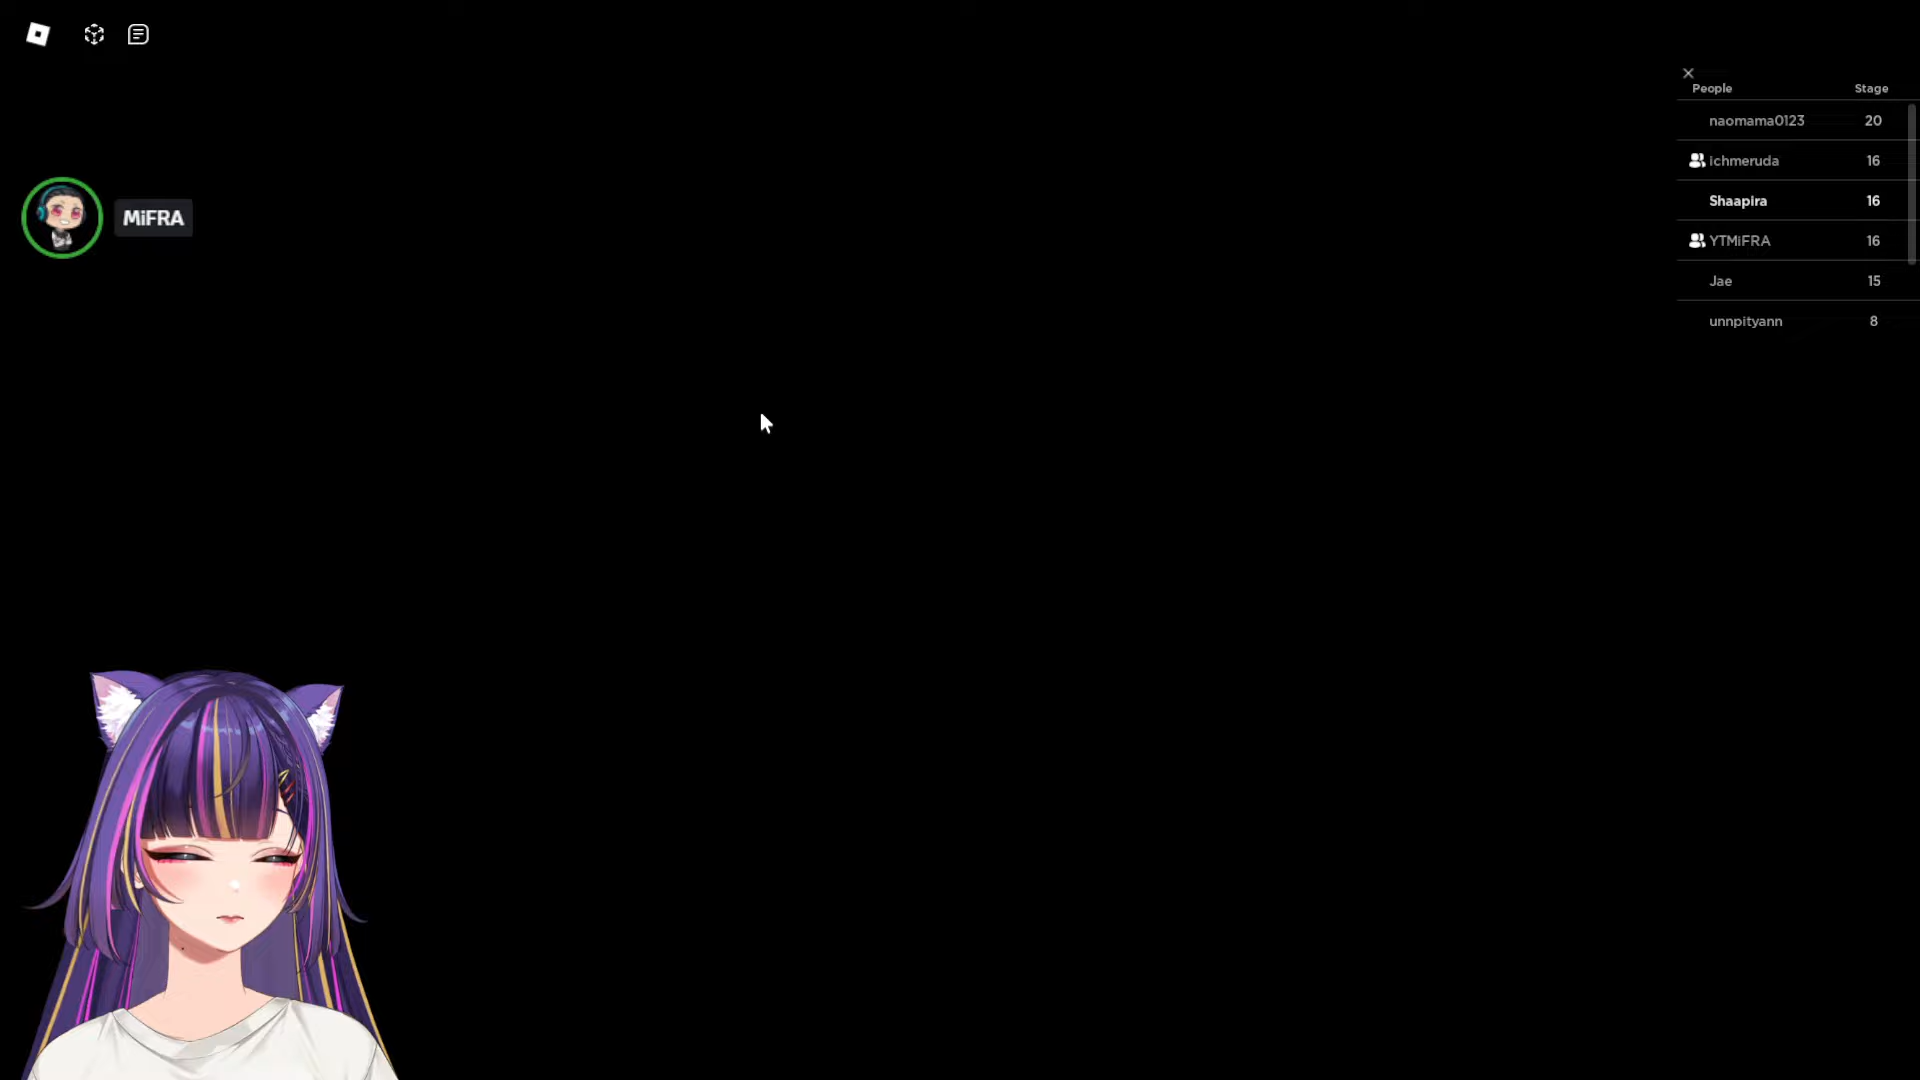 MiFRA
People Stage
naomama0123 20
ichmeruda 16
Shaapira 16
YTMiFRA 16
Jae 15
unnpityann 8